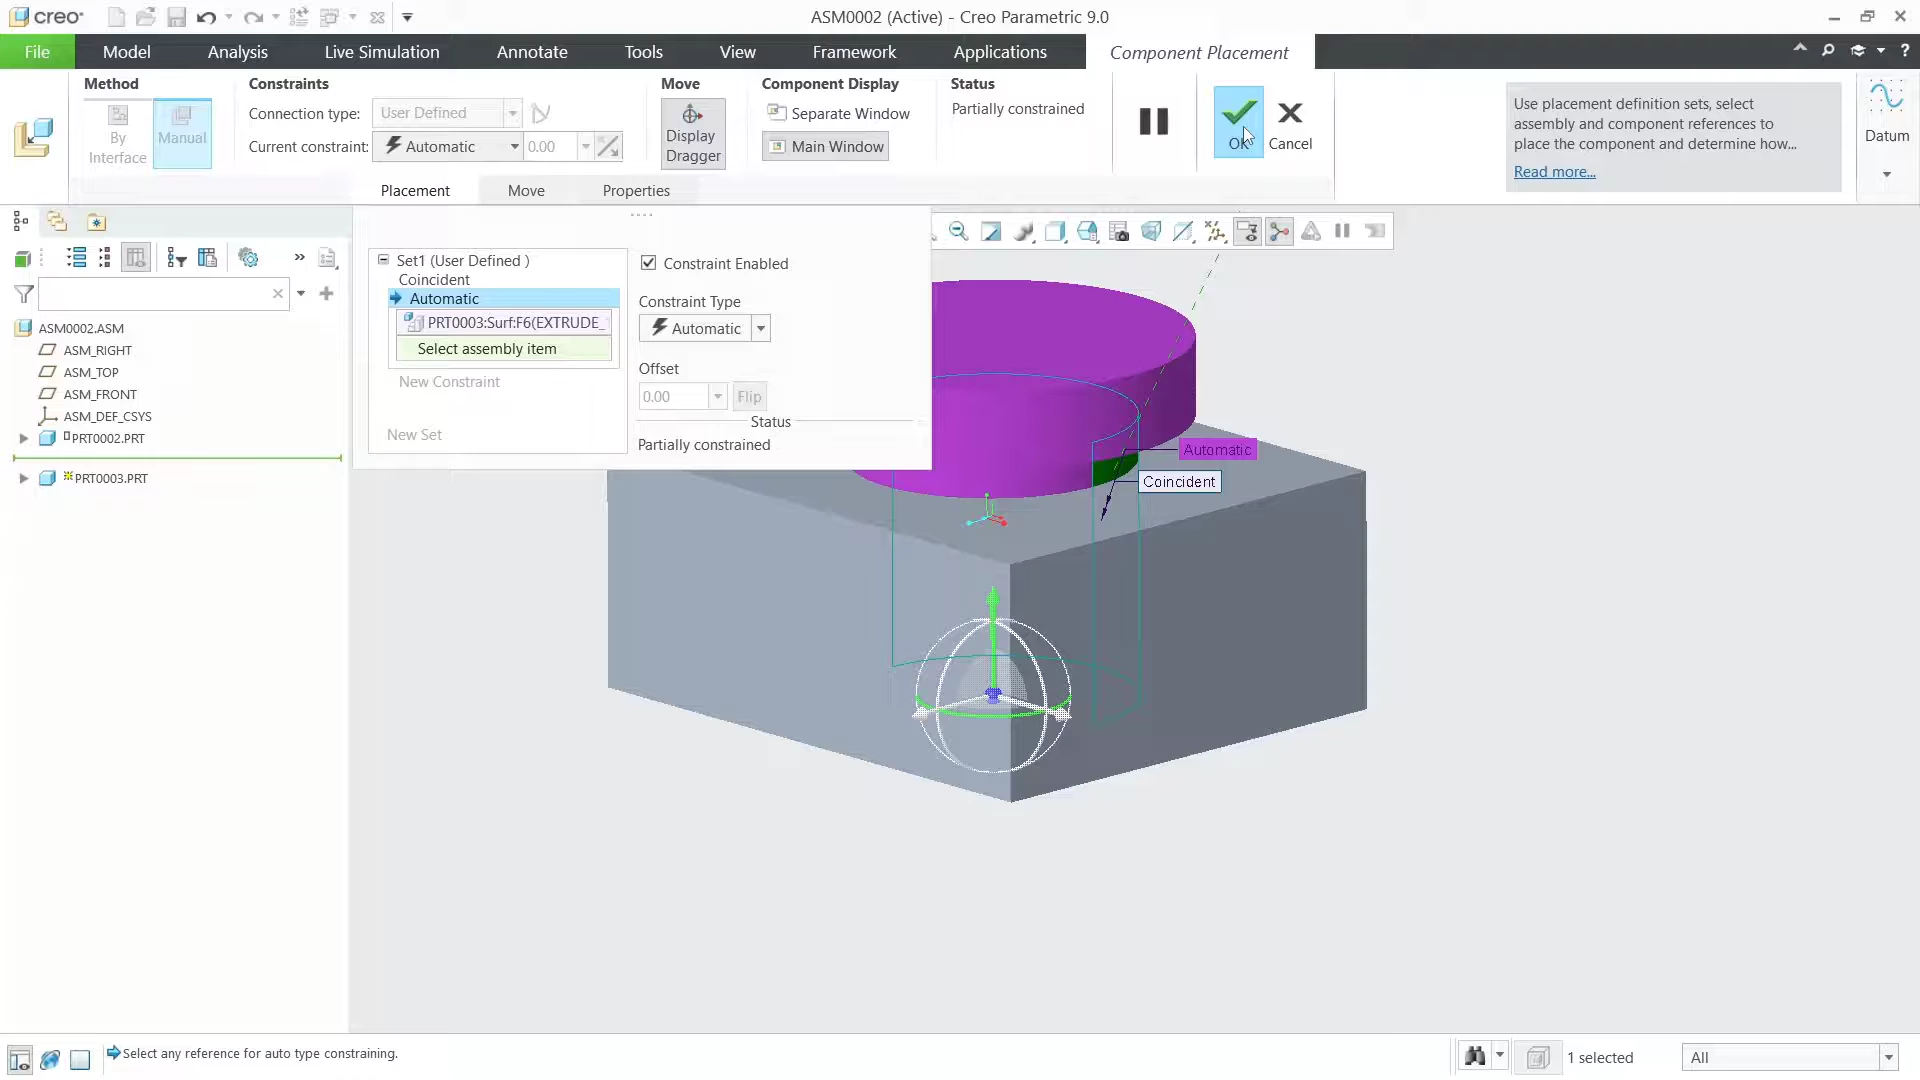 creo®
ASM0002 (Active) - Creo Parametric 9.0
File
Model
Analysis
Live Simulation
Annotate
Tools
View
Framework
Applications
Component Placement
?
Method
Constraints
Move
Component Display
Status
By
Interface
Manual
Connection type:
User Defined
Current constraint:
Automatic
0.00
Display
Dragger
Separate Window
Main Window
Partially constrained
OK
Cancel
Use placement definition sets, select
assembly and component references to
place the component and determine how...
Read more...
Datum
Placement
Move
Properties
Set1 (User Defined )
Coincident
Automatic
PRT0003:Surf:F6(EXTRUDE_
Select assembly item
New Constraint
New Set
Constraint Enabled
Constraint Type
Automatic
Offset
0.00
Flip
Status
Partially constrained
ASM0002.ASM
ASM_RIGHT
ASM_TOP
ASM_FRONT
ASM_DEF_CSYS
PRT0002.PRT
PRT0003.PRT
Automatic
Coincident
Select any reference for auto type constraining.
1 selected
All